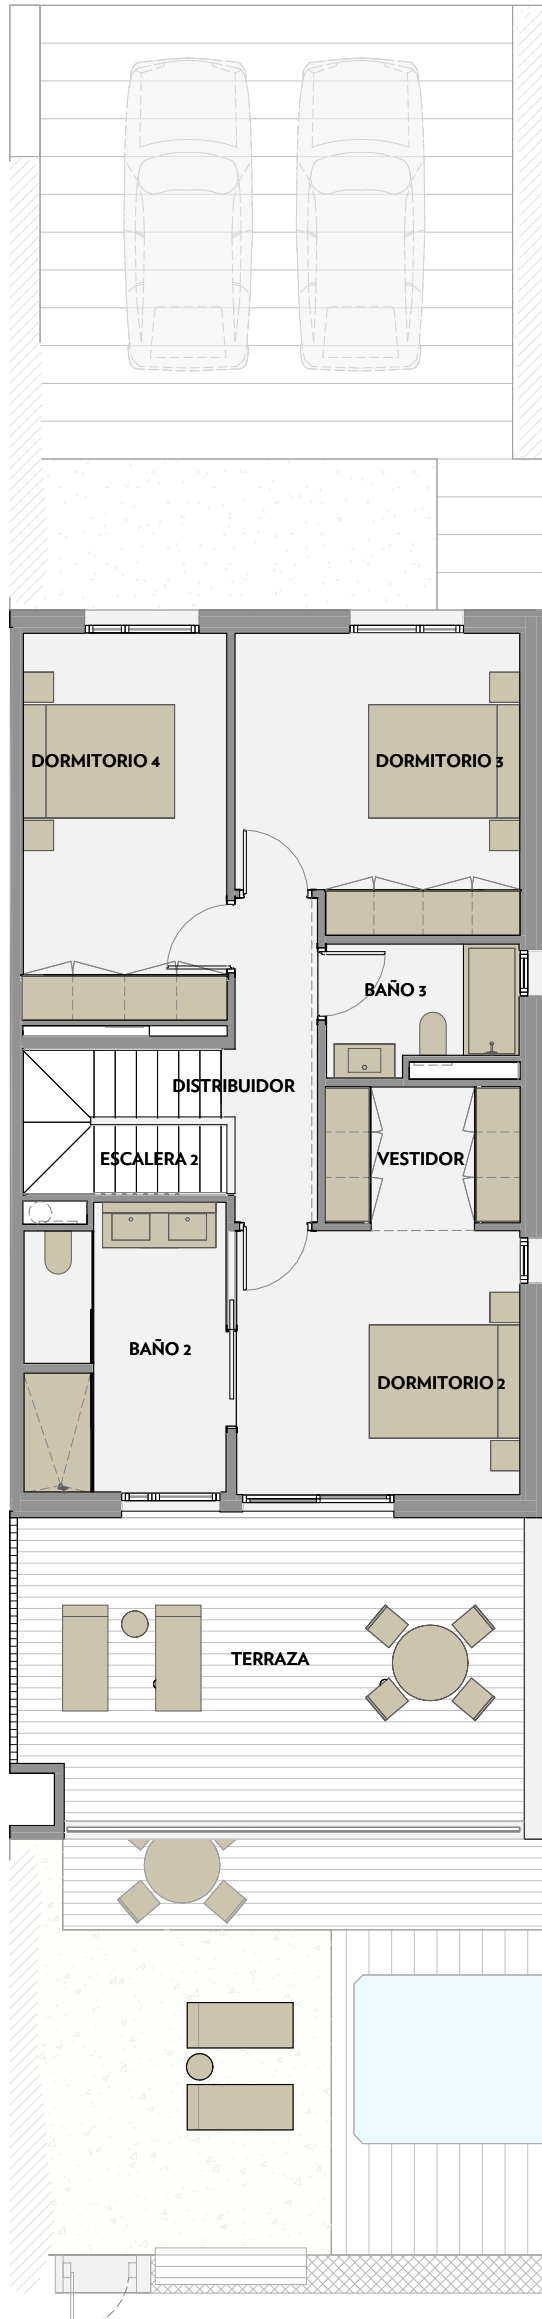 DORMITORIO 4
DORMITORIO 3
BAÑO 3
DISTRIBUIDOR
ESCALERA 2
VESTIDOR
BAÑO 2
DORMITORIO 2
TERRAZA